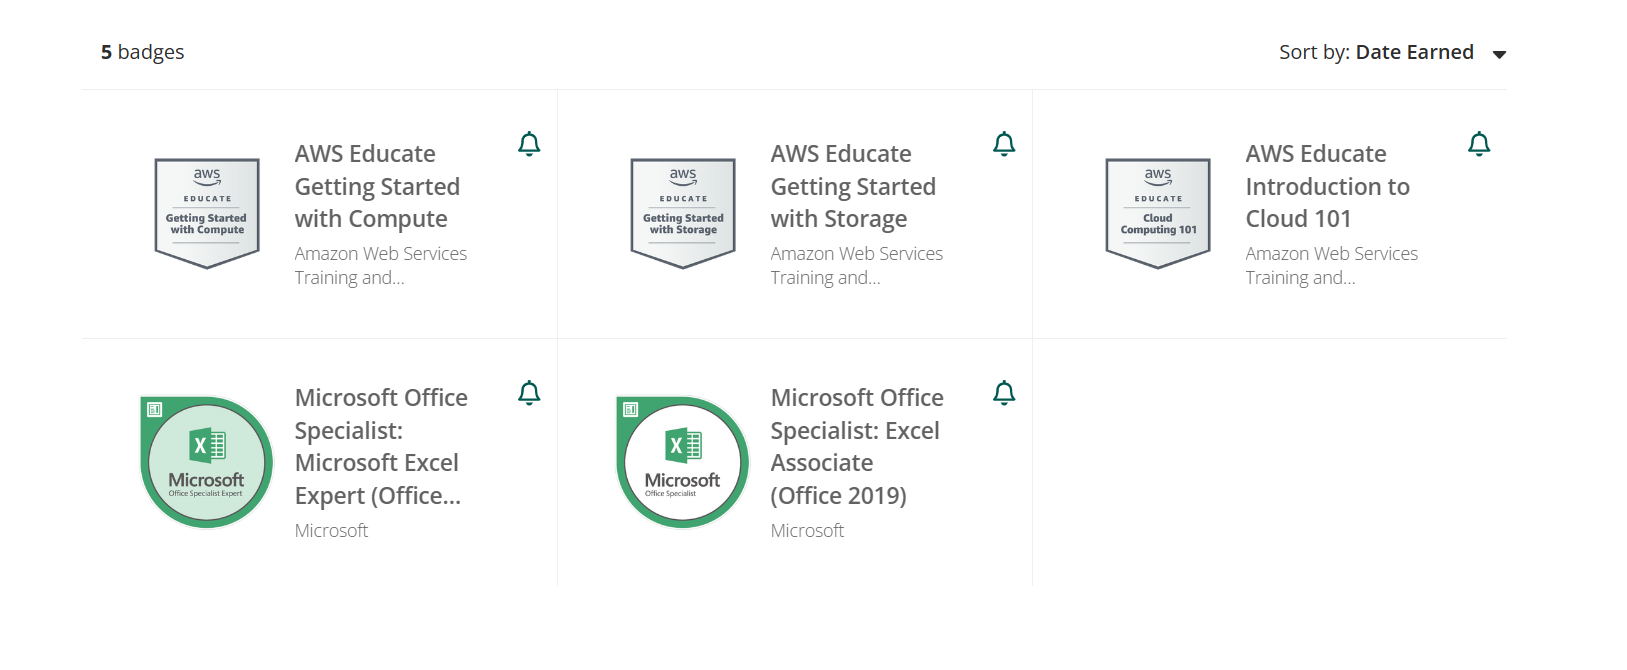 5 badges
Sort by: Date Earned
aws
EDUCATE
Getting Started
with Compute
AWS Educate
Getting Started
with Compute
Amazon Web Services
Training and...
aws
EDUCATE
Getting Started
with Storage
AWS Educate
Getting Started
with Storage
Amazon Web Services
Training and...
aws
EDUCATE
Cloud
Computing 101
AWS Educate
Introduction to
Cloud 101
Amazon Web Services
Training and...
X
Microsoft
Office Specialist Expert
Microsoft Office
Specialist:
Microsoft Excel
Expert (Office...
Microsoft
X
Microsoft
Office Specialist
Microsoft Office
Specialist: Excel
Associate
(Office 2019)
Microsoft